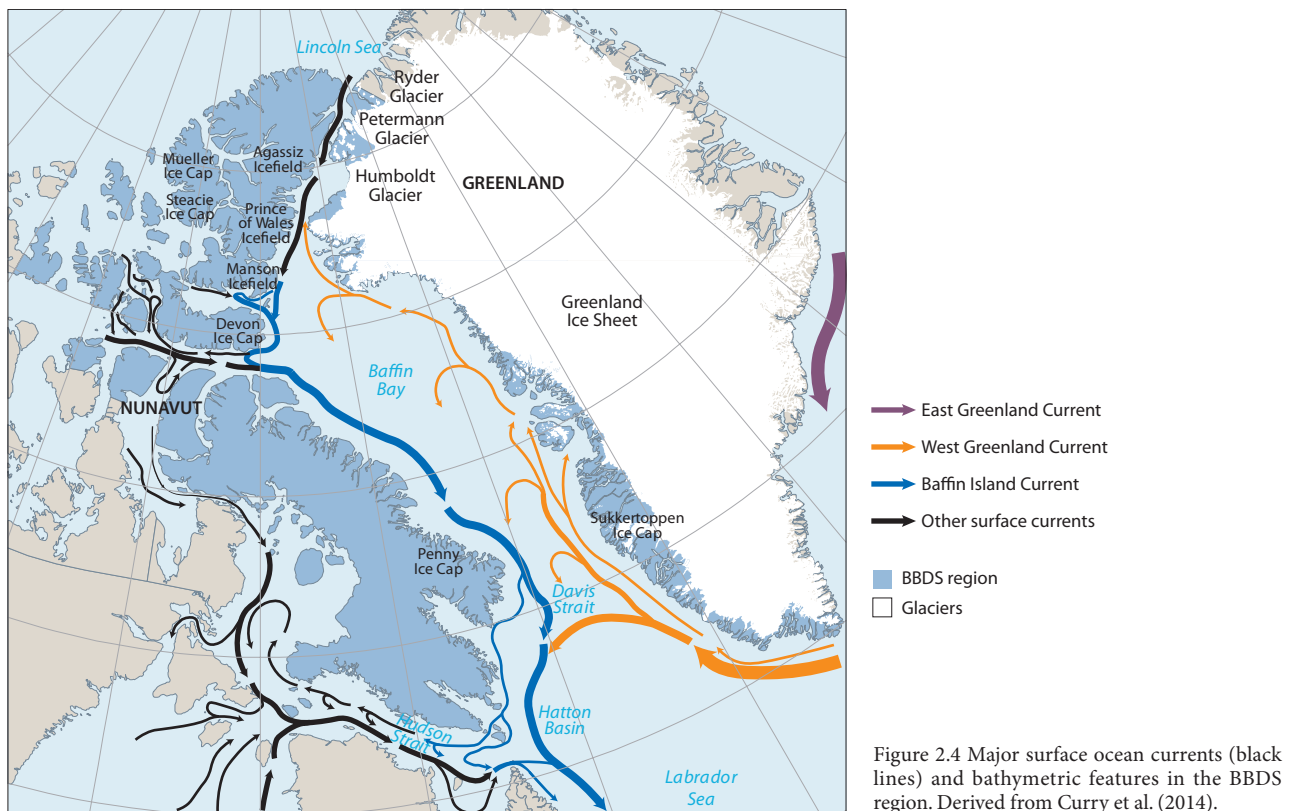 Lincoln Sea
Ryder
Glacier
Petermann
Glacier
Agassiz
Icefield
Mueller
Ice Cap
Humboldt
Glacier
GREENLAND
Steacie
Ice Cap
Prince
of Wales
Icefield
Manson
Icefield
Greenland
Ice Sheet
Devon
Ice Cap
Baffin
Bay
NUNAVUT
Sukkertoppen
Ice Cap
Penny
Ice Cap
Davis
Strait
Hatton
Basin
Hudson
Strait
Labrador
Sea
East Greenland Current
West Greenland Current
Baffin Island Current
Other surface currents
BBDS region
Glaciers
Figure 2.4 Major surface ocean currents (black
lines) and bathymetric features in the BBDS
region. Derived from Curry et al. (2014).